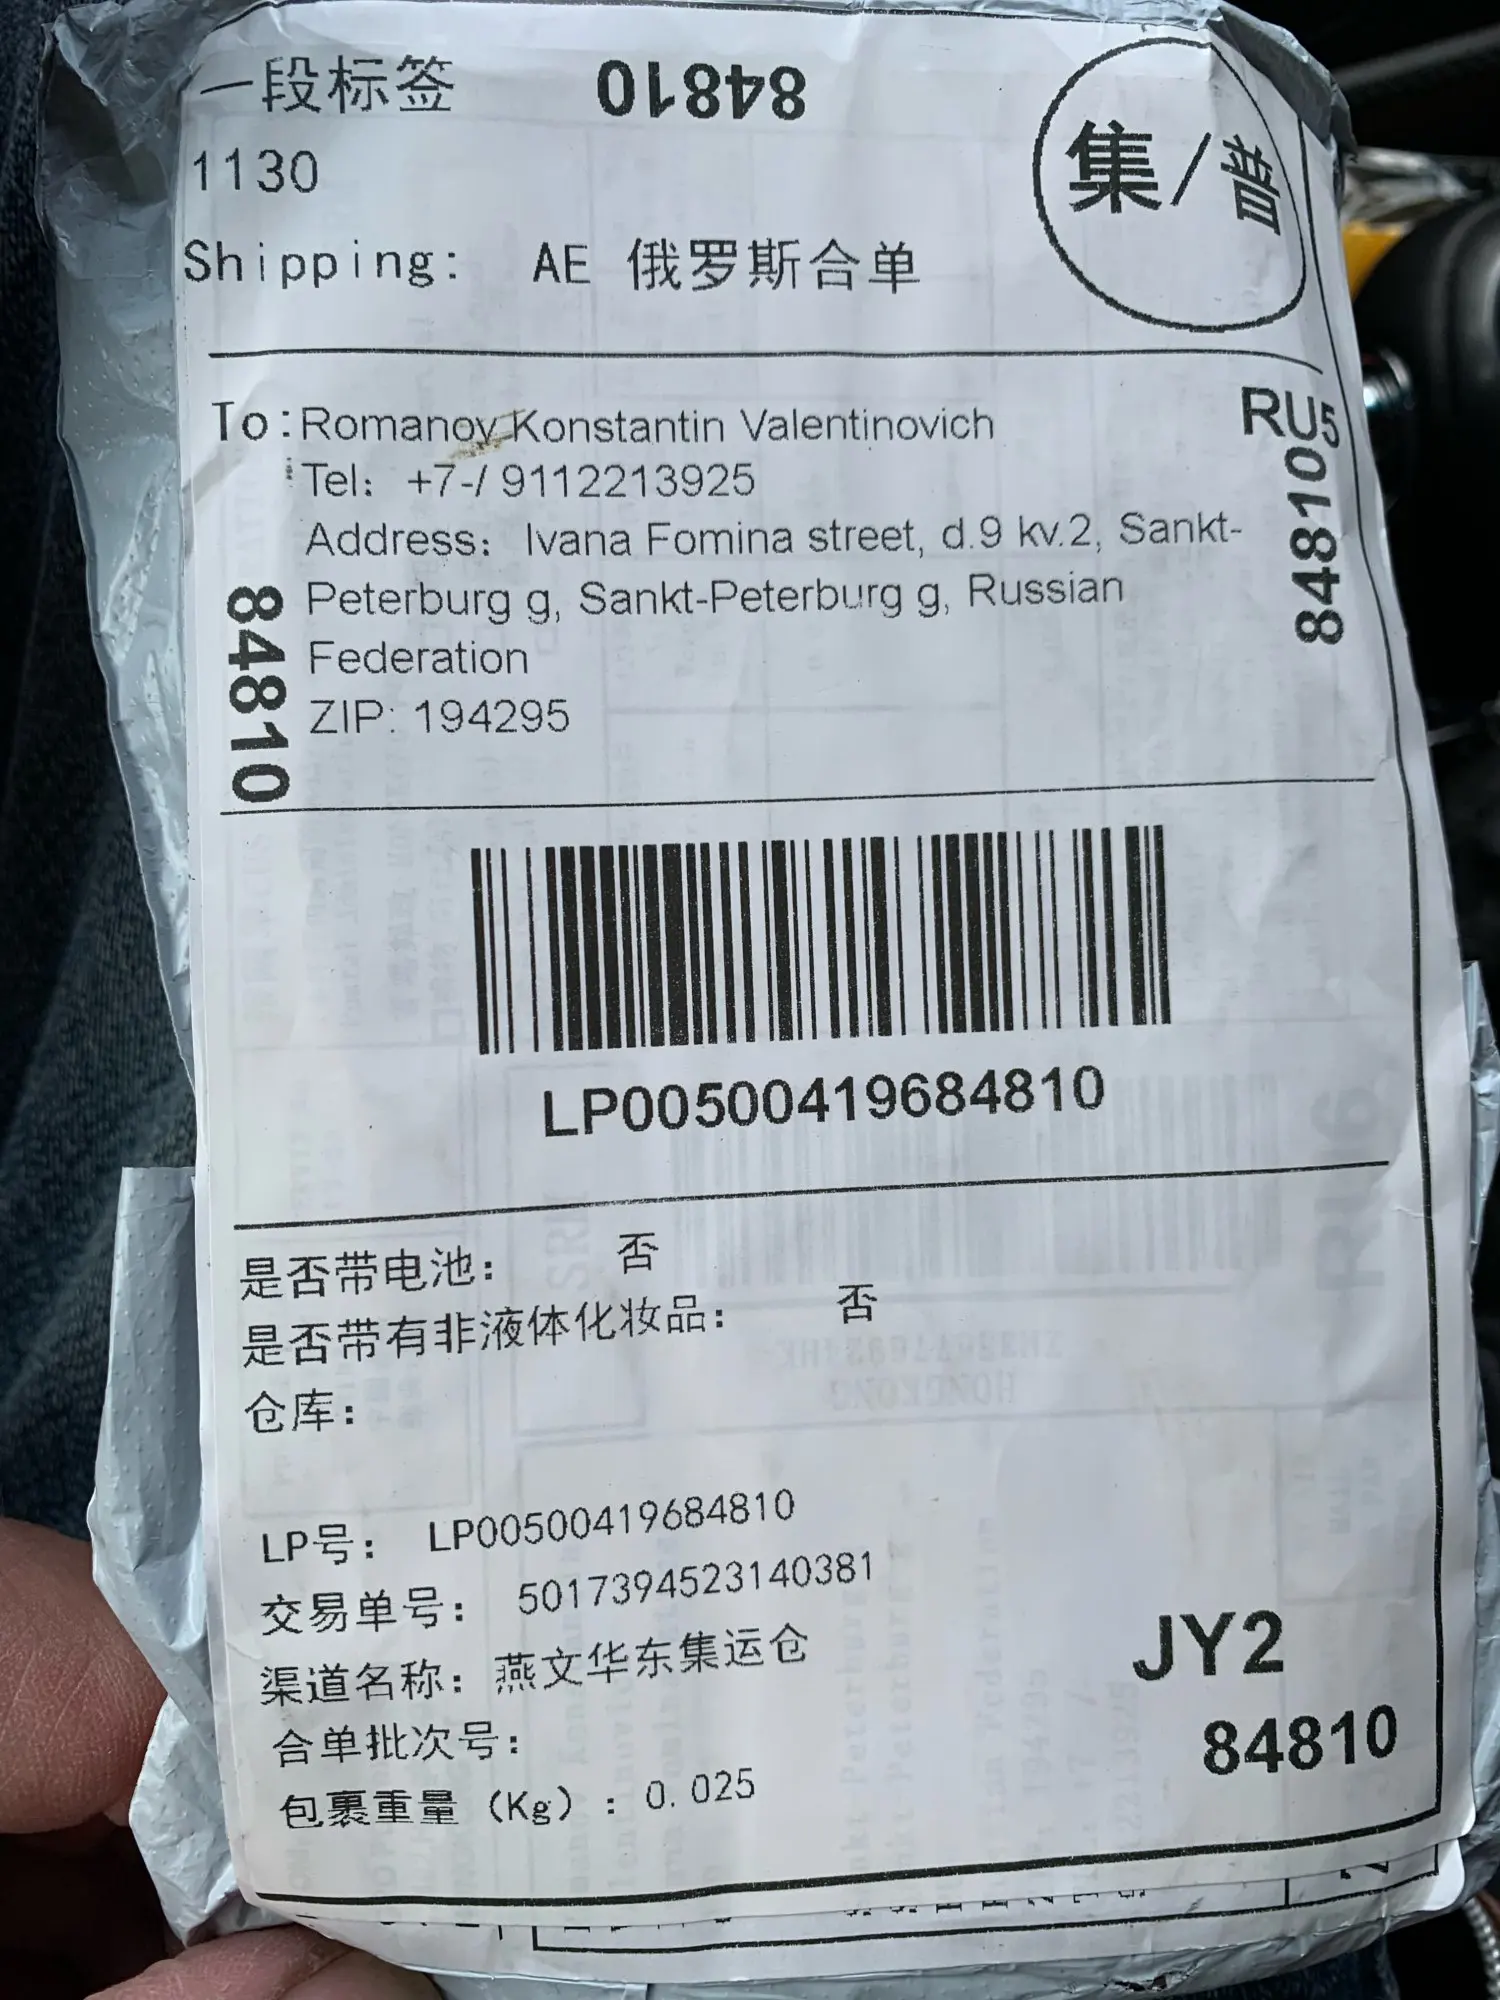 一段标签
84810
集/普
1130
Shipping: AE 俄罗斯合单
To: Romanov Konstantin Valentinovich
RU5
Tel: +7-/ 9112213925
84810
Address: Ivana Fomina street, d.9 kv.2, Sankt-
Peterburg g, Sankt-Peterburg g, Russian
Federation
84810
ZIP: 194295
LP00500419684810
是否带电池: 否
是否带有非液体化妆品: 否
仓库:
LP号: LP00500419684810
交易单号: 5017394523140381
渠道名称: 燕文华东集运仓
JY2
合单批次号:
84810
包裹重量 (Kg) : 0.025